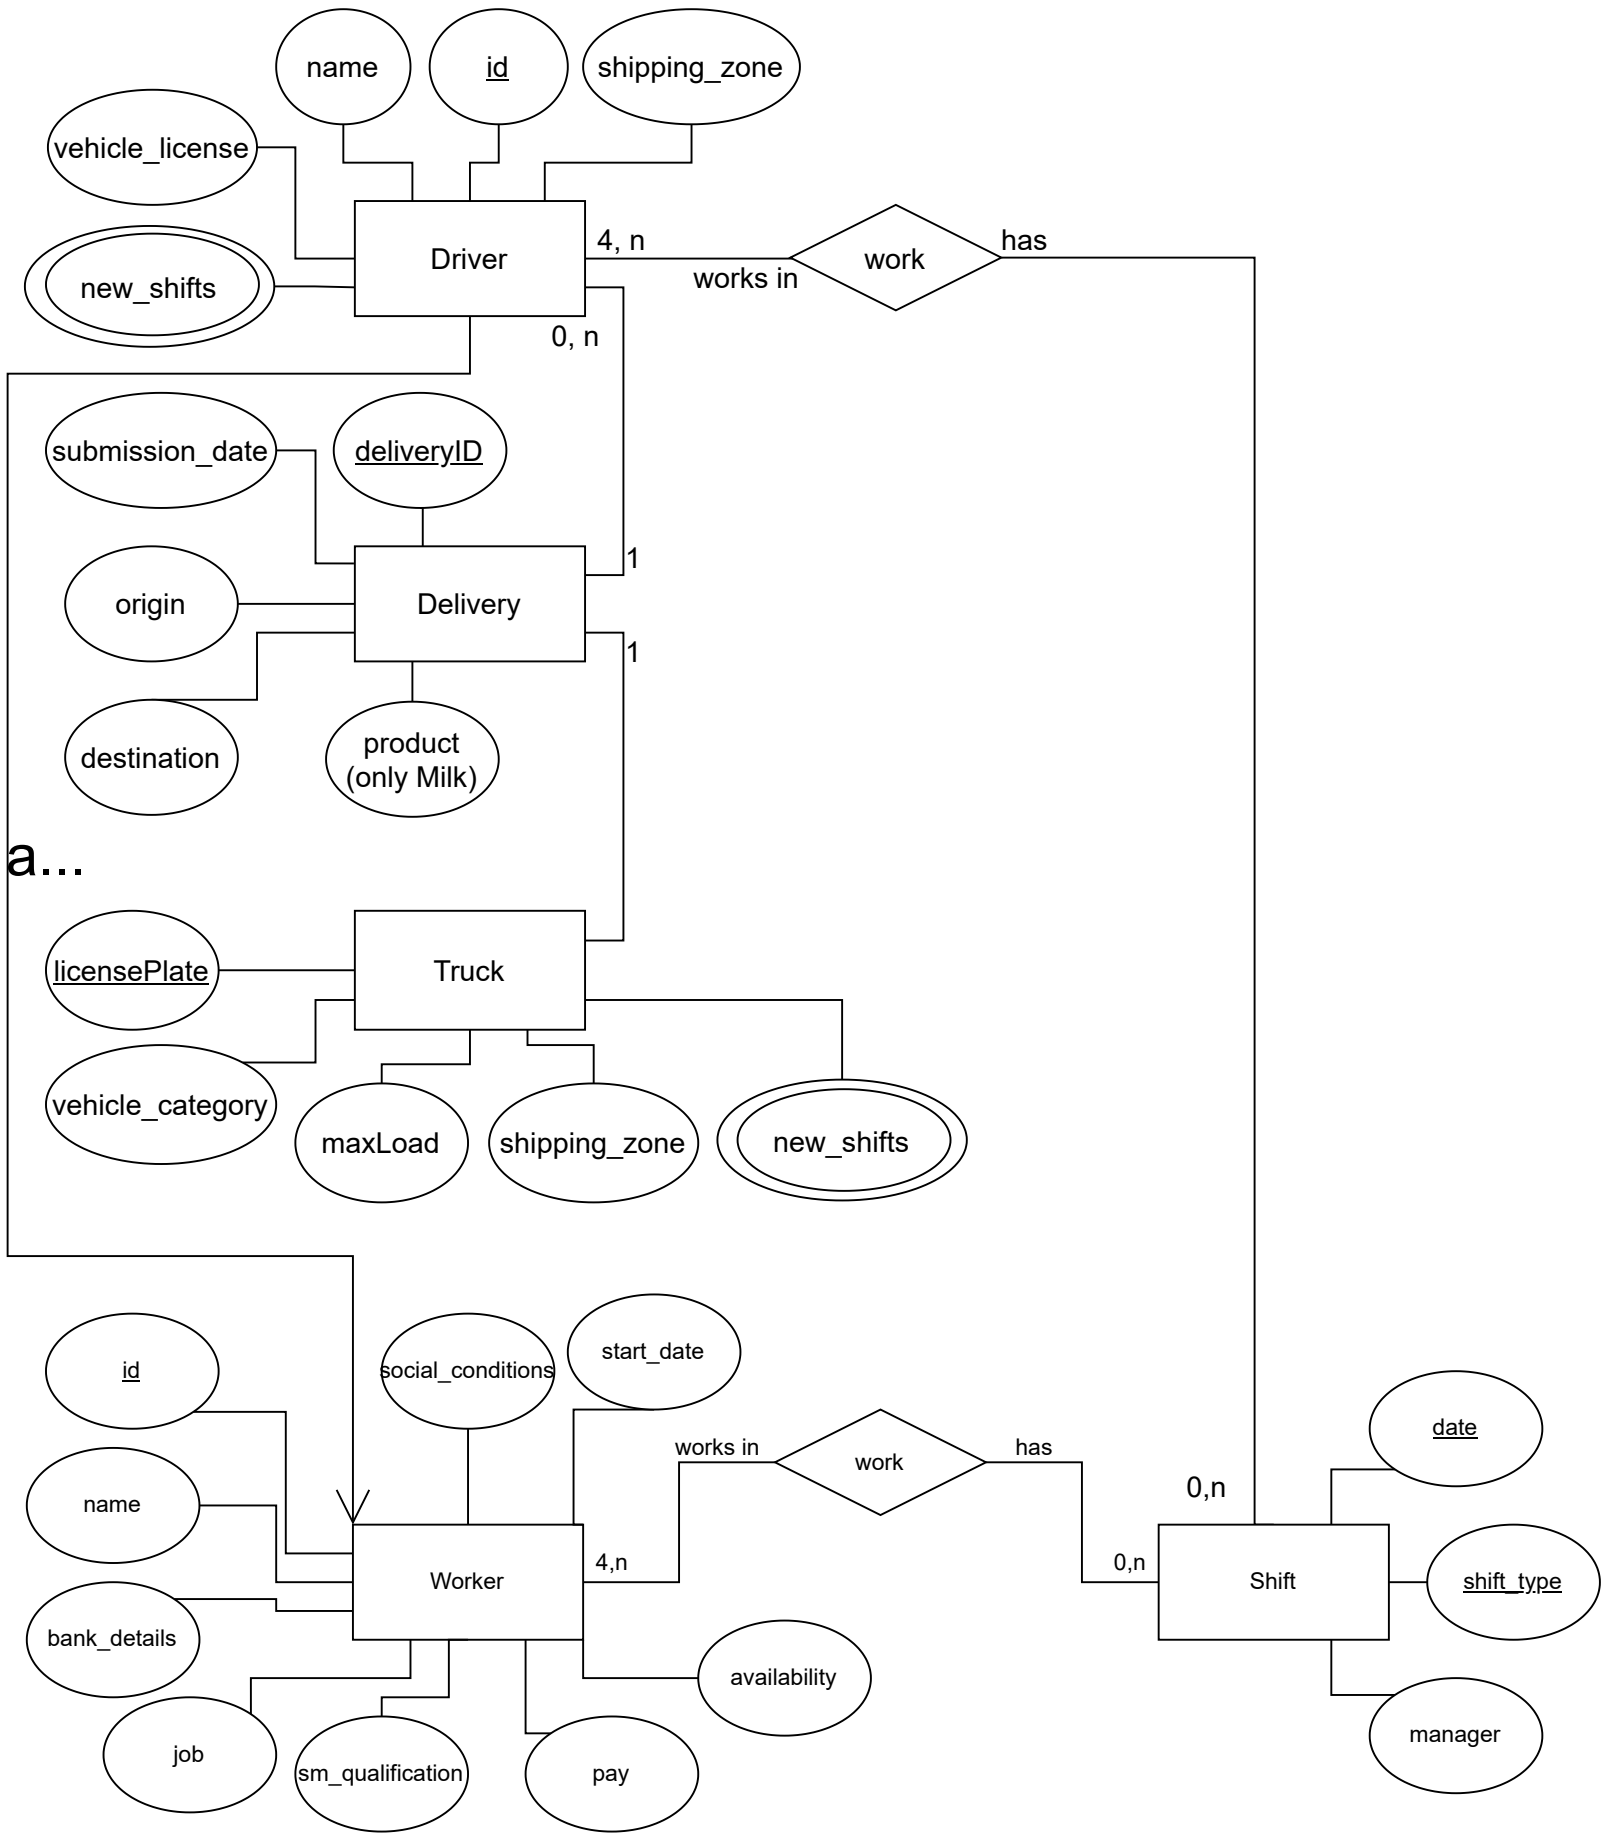 name
id
shipping_zone
vehicle_license
new_shifts
Driver
4, n
works in
work
has
0, n
submission_date
deliveryID
1
origin
Delivery
1
destination
product
(only Milk)
a...
licensePlate
Truck
vehicle_category
maxLoad
shipping_zone
new_shifts
id
social_conditions
start_date
name
works in
work
has
0,n
date
bank_details
Worker
4,n
0,n
Shift
shift_type
job
sm_qualification
pay
availability
manager